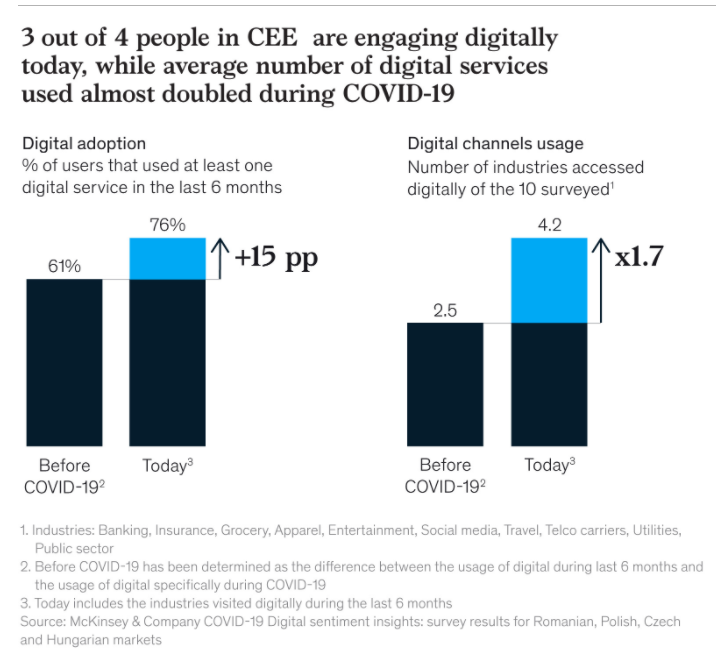 3 out of 4 people in CEE are engaging digitally
today, while average number of digital services
used almost doubled during COVID-19
Digital adoption
% of users that used at least one
digital service in the last 6 months
76%
61%
+15 pp
Before
COVID-19²
Today³
Digital channels usage
Number of industries accessed
digitally of the 10 surveyed¹
4.2
2.5
x1.7
Before
COVID-19²
Today³
1. Industries: Banking, Insurance, Grocery, Apparel, Entertainment, Social media, Travel, Telco carriers, Utilities,
Public sector
2. Before COVID-19 has been determined as the difference between the usage of digital during last 6 months and
the usage of digital specifically during COVID-19
3. Today includes the industries visited digitally during the last 6 months
Source: McKinsey & Company COVID-19 Digital sentiment insights: survey results for Romanian, Polish, Czech
and Hungarian markets